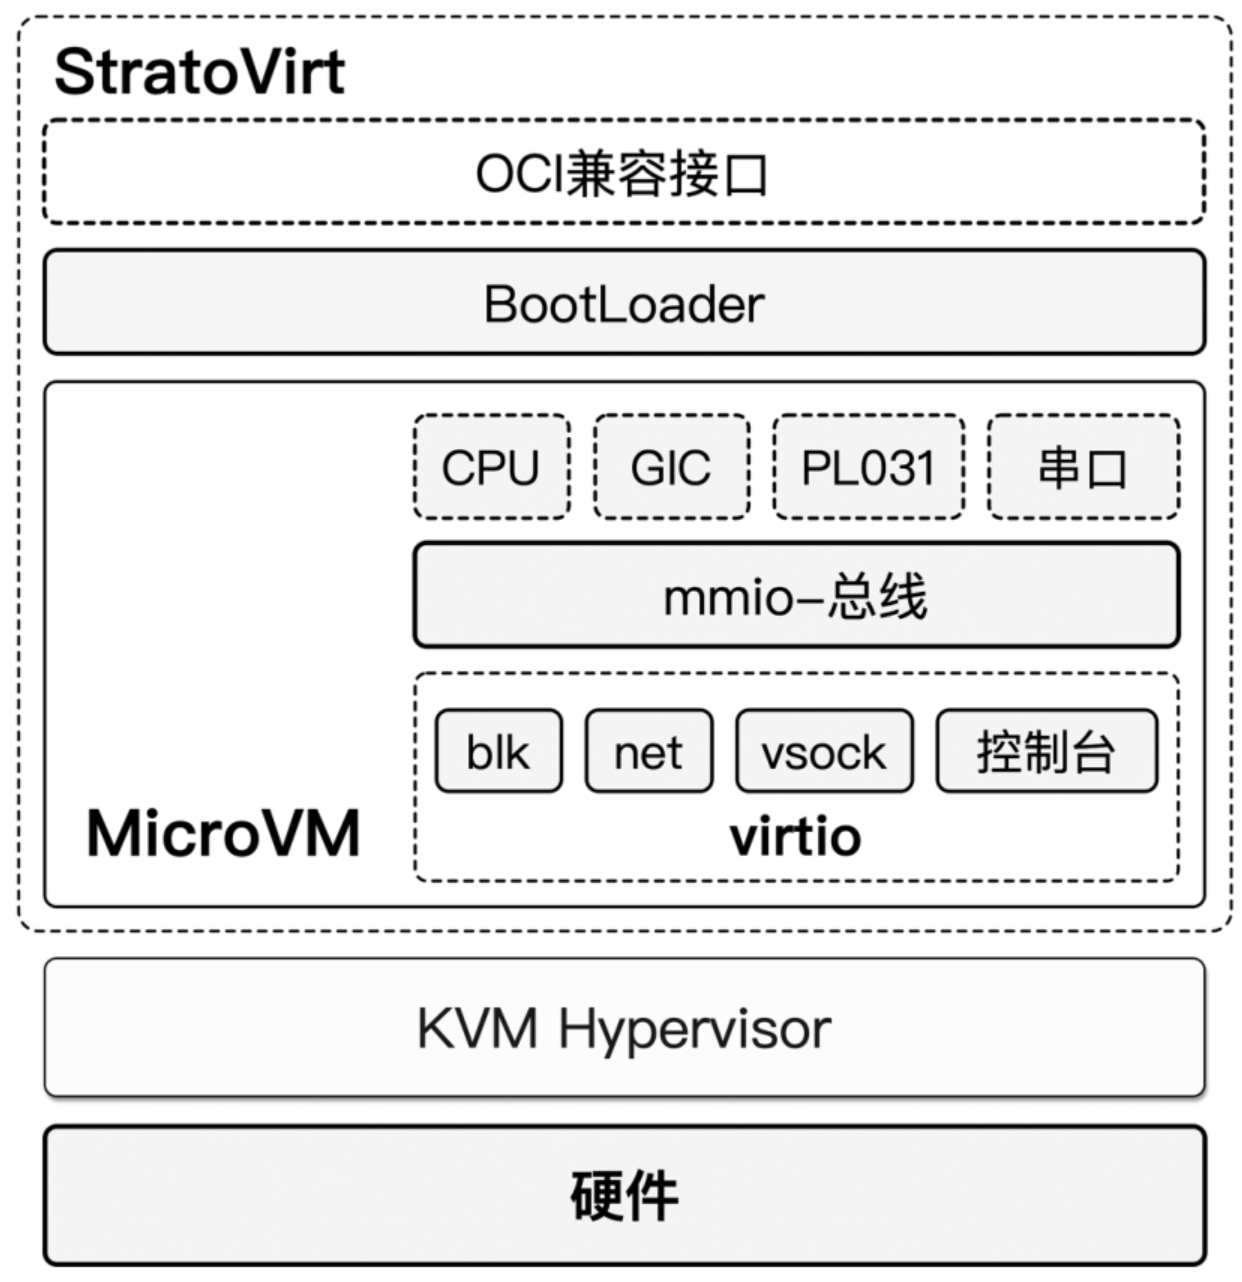 StratoVirt
OCI兼容接口
BootLoader
CPU GIC PL031 串口
mmio-总线
blk net vsock 控制台
virtio
MicroVM
KVM Hypervisor
硬件